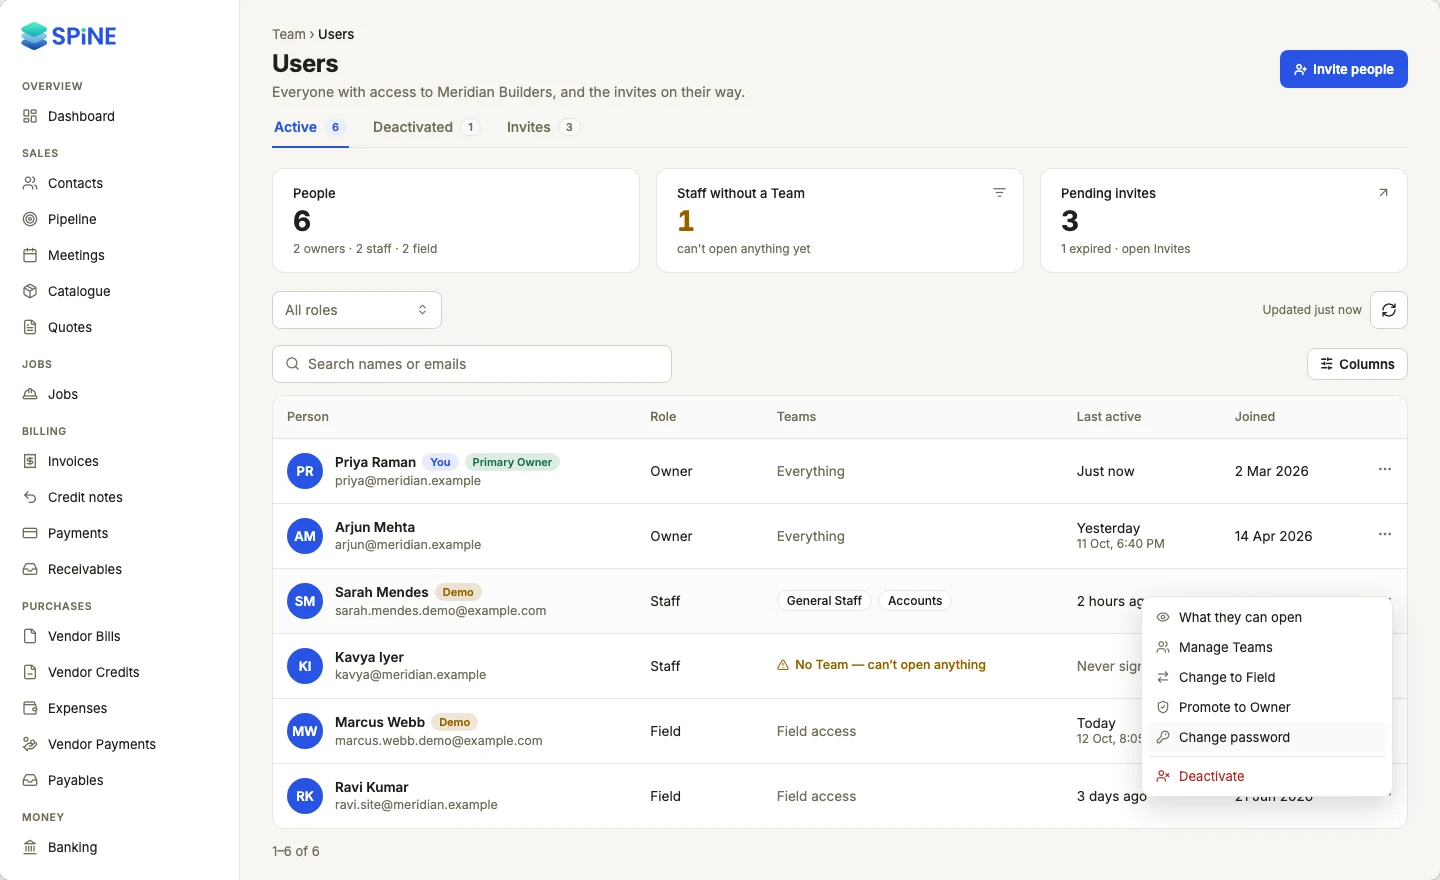 SPiNE
OVERVIEW
Dashboard
SALES
Contacts
Pipeline
Meetings
Catalogue
Quotes
JOBS
Jobs
BILLING
Invoices
Credit notes
Payments
Receivables
PURCHASES
Vendor Bills
Vendor Credits
Expenses
Vendor Payments
Payables
MONEY
Banking
Team › Users
Users
Everyone with access to Meridian Builders, and the invites on their way.
Invite people
Active 6 Deactivated 1 Invites 3
People
6
2 owners · 2 staff · 2 field
Staff without a Team
1
can't open anything yet
Pending invites
3
1 expired · open Invites
All roles
Updated just now
Search names or emails
Columns
Person Role Teams Last active Joined
PR Priya Raman You Primary Owner
priya@meridian.example
Owner Everything Just now 2 Mar 2026
AM Arjun Mehta
arjun@meridian.example
Owner Everything Yesterday
11 Oct, 6:40 PM
14 Apr 2026
SM Sarah Mendes Demo
sarah.mendes.demo@example.com
Staff General Staff Accounts 2 hours
KI Kavya Iyer
kavya@meridian.example
Staff No Team — can't open anything Never
MW Marcus Webb Demo
marcus.webb.demo@example.com
Field Field access Today
12 Oct,
RK Ravi Kumar
ravi.site@meridian.example
Field Field access 3 days ago 21 Jun 2026
What they can open
Manage Teams
Change to Field
Promote to Owner
Change password
Deactivate
1–6 of 6